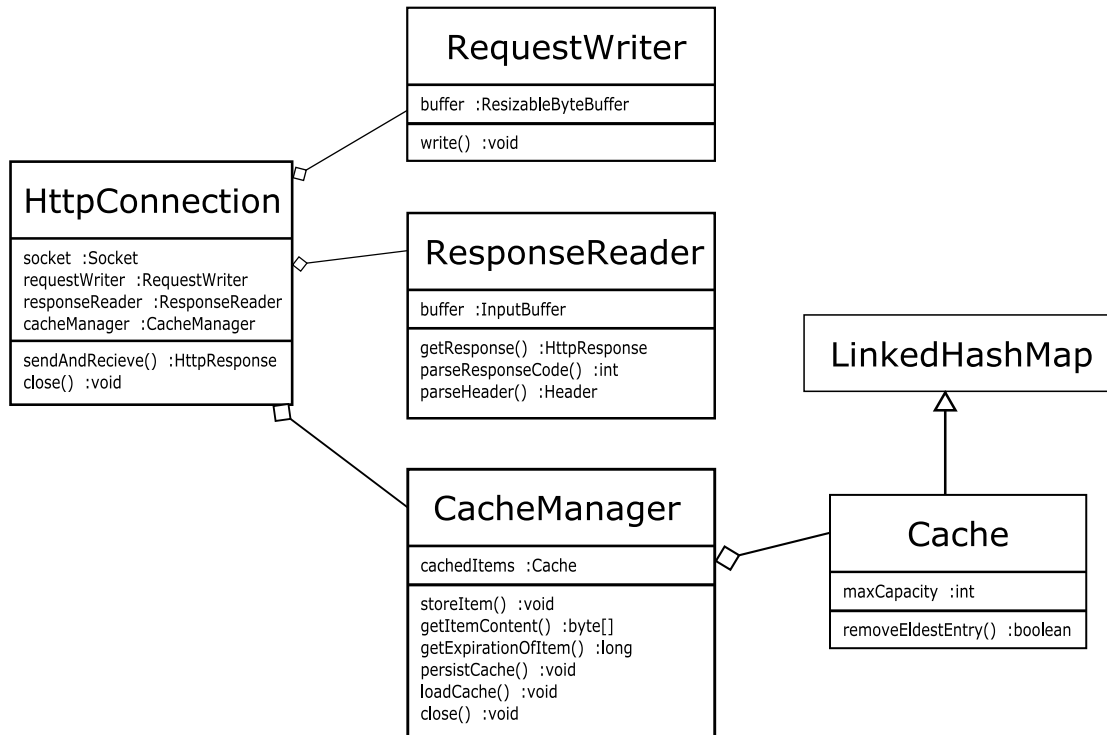 RequestWriter
buffer :ResizableByteBuffer
write() :void
HttpConnection
socket :Socket
requestWriter :RequestWriter
responseReader :ResponseReader
cacheManager :CacheManager
sendAndRecieve() :HttpResponse
close() :void
ResponseReader
buffer :InputBuffer
getResponse() :HttpResponse
parseResponseCode() :int
parseHeader() :Header
LinkedHashMap
CacheManager
cachedItems :Cache
storeItem() :void
getItemContent() :byte[]
getExpirationOfItem() :long
persistCache() :void
loadCache() :void
close() :void
Cache
maxCapacity :int
removeEldestEntry() :boolean